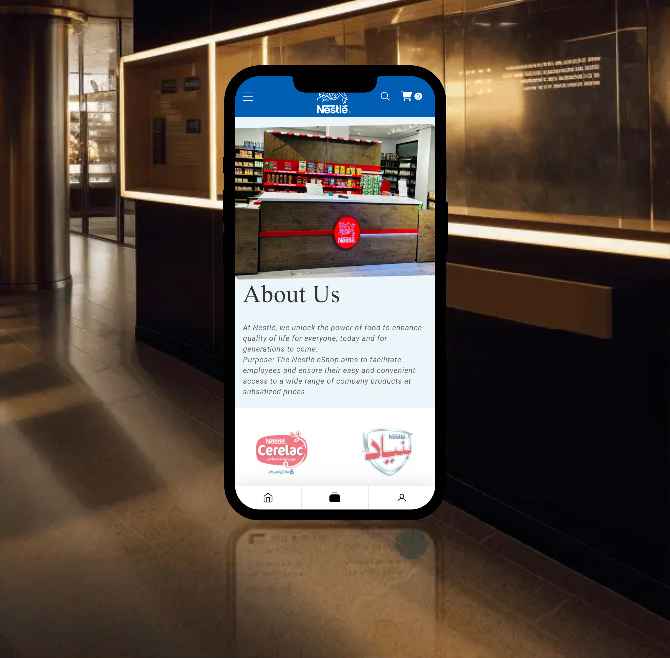 Nestlé.
0
Nestlé.
About Us
At Nestlé, we unlock the power of food to enhance
quality of life for everyone, today and for
generations to come.
Purpose: The Nestlé eShop aims to facilitate
employees and ensure their easy and convenient
access to a wide range of company products at
subsidized prices.
Nestlé
Cerelac
Nestlé.
بنیاد